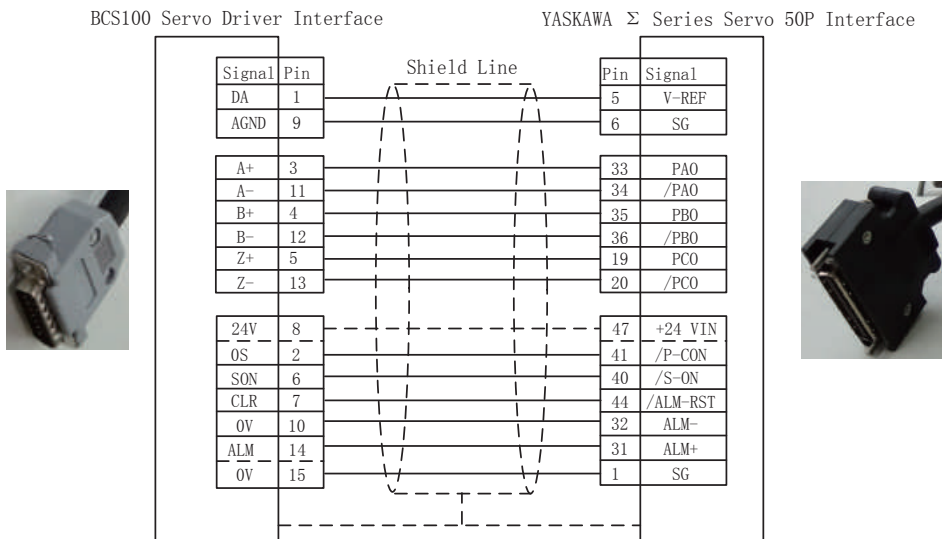 BCS100 Servo Driver Interface
YASKAWA Σ Series Servo 50P Interface
Shield Line
Signal Pin
DA 1
AGND 9
A+ 3
A- 11
B+ 4
B- 12
Z+ 5
Z- 13
24V 8
OS 2
SON 6
CLR 7
0V 10
ALM 14
0V 15
Pin Signal
5 V-REF
6 SG
33 PAO
34 /PAO
35 PBO
36 /PBO
19 PCO
20 /PCO
47 +24 VIN
41 /P-CON
40 /S-ON
44 /ALM-RST
32 ALM-
31 ALM+
1 SG